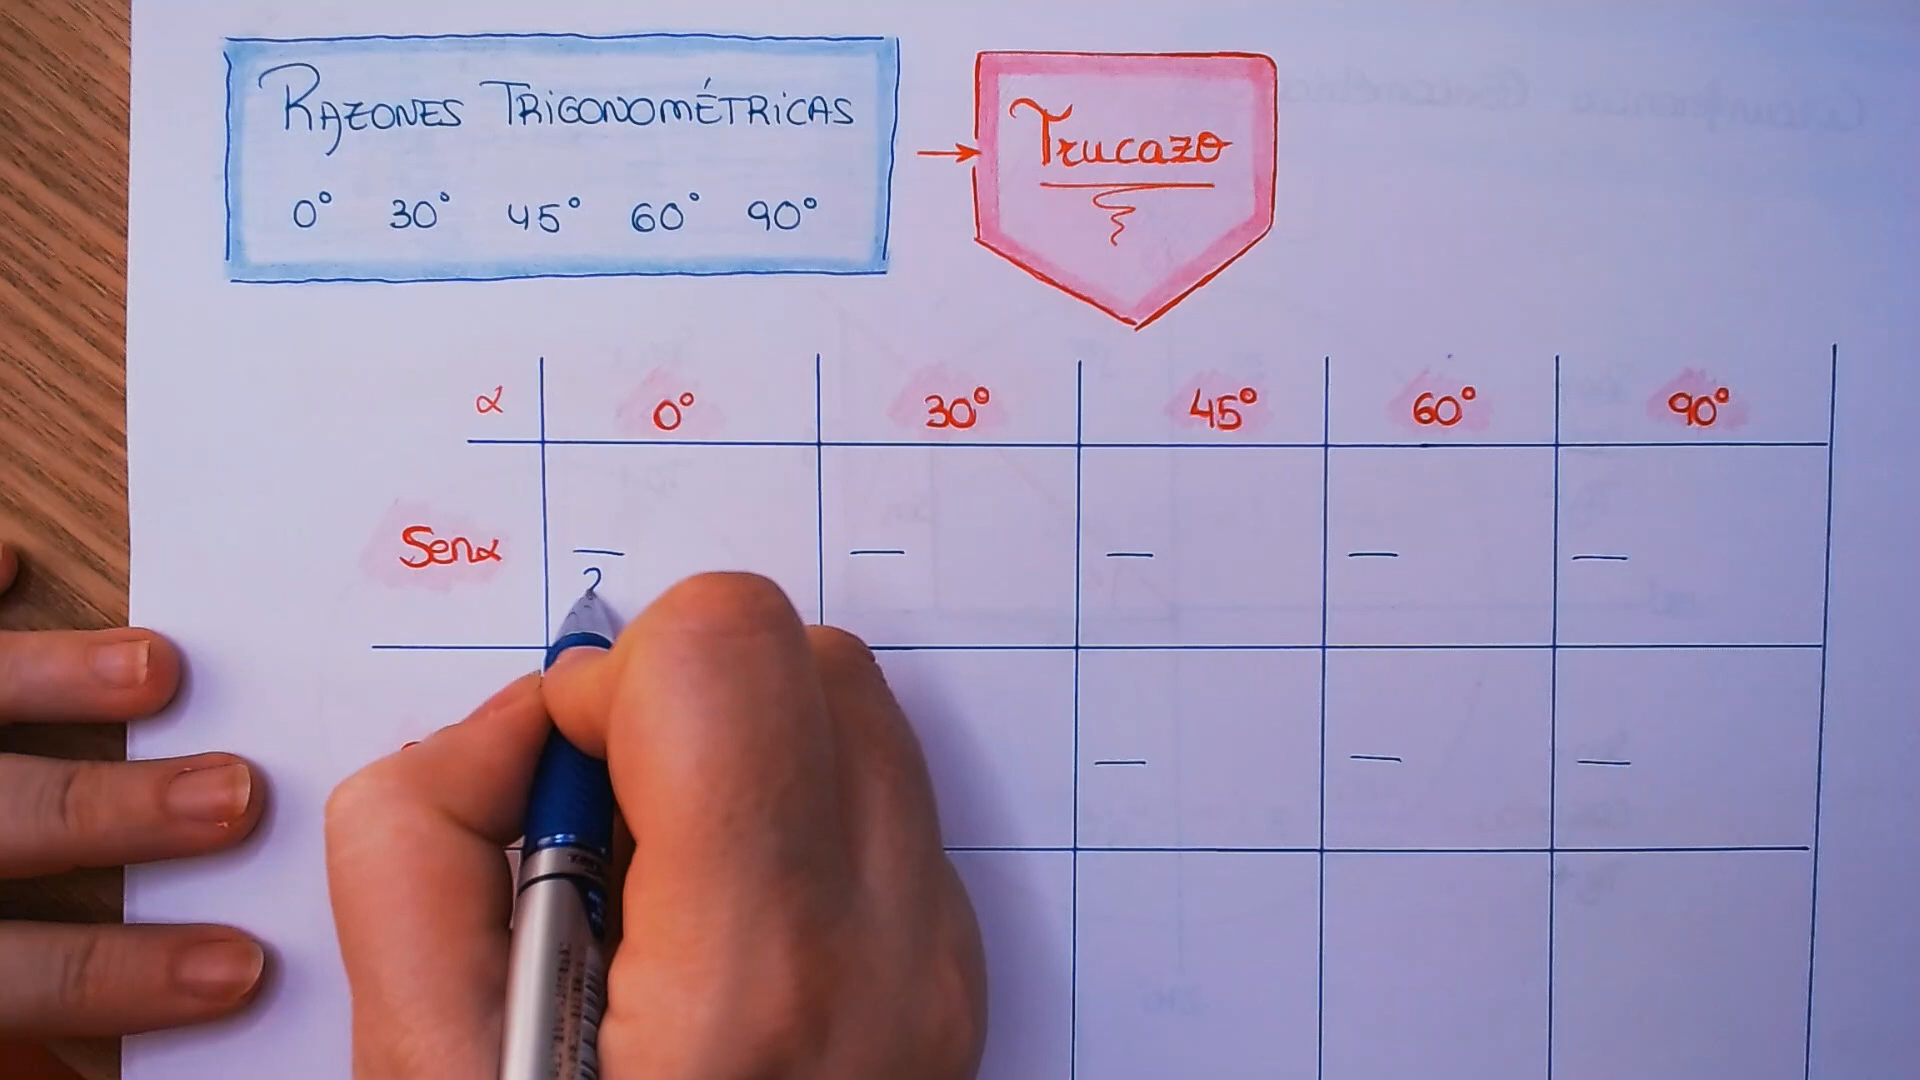 RAZONES TRIGONOMÉTRICAS
0° 30° 45° 60° 90°
Trucazo
α 0° 30° 45° 60° 90°
Senα
2